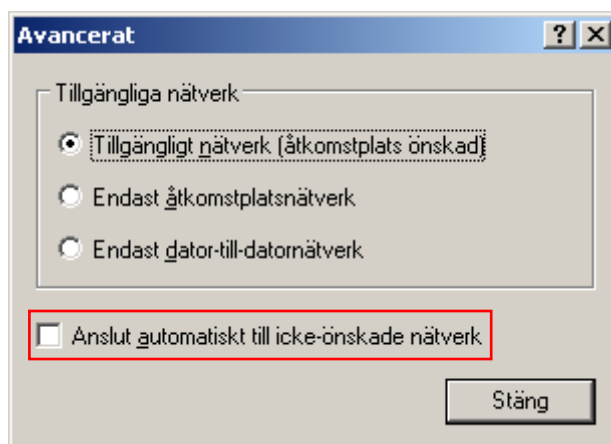 Avancerat
Tillgängliga nätverk
Tillgängligt nätverk (åtkomstplats önskad)
Endast åtkomstplatsnätverk
Endast dator-till-datornätverk
Anslut automatiskt till icke-önskade nätverk
Stäng